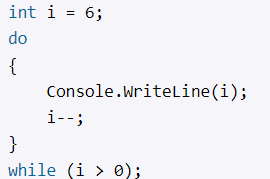 int i = 6;
do
{
    Console.WriteLine(i);
    i--;
}
while (i > 0);